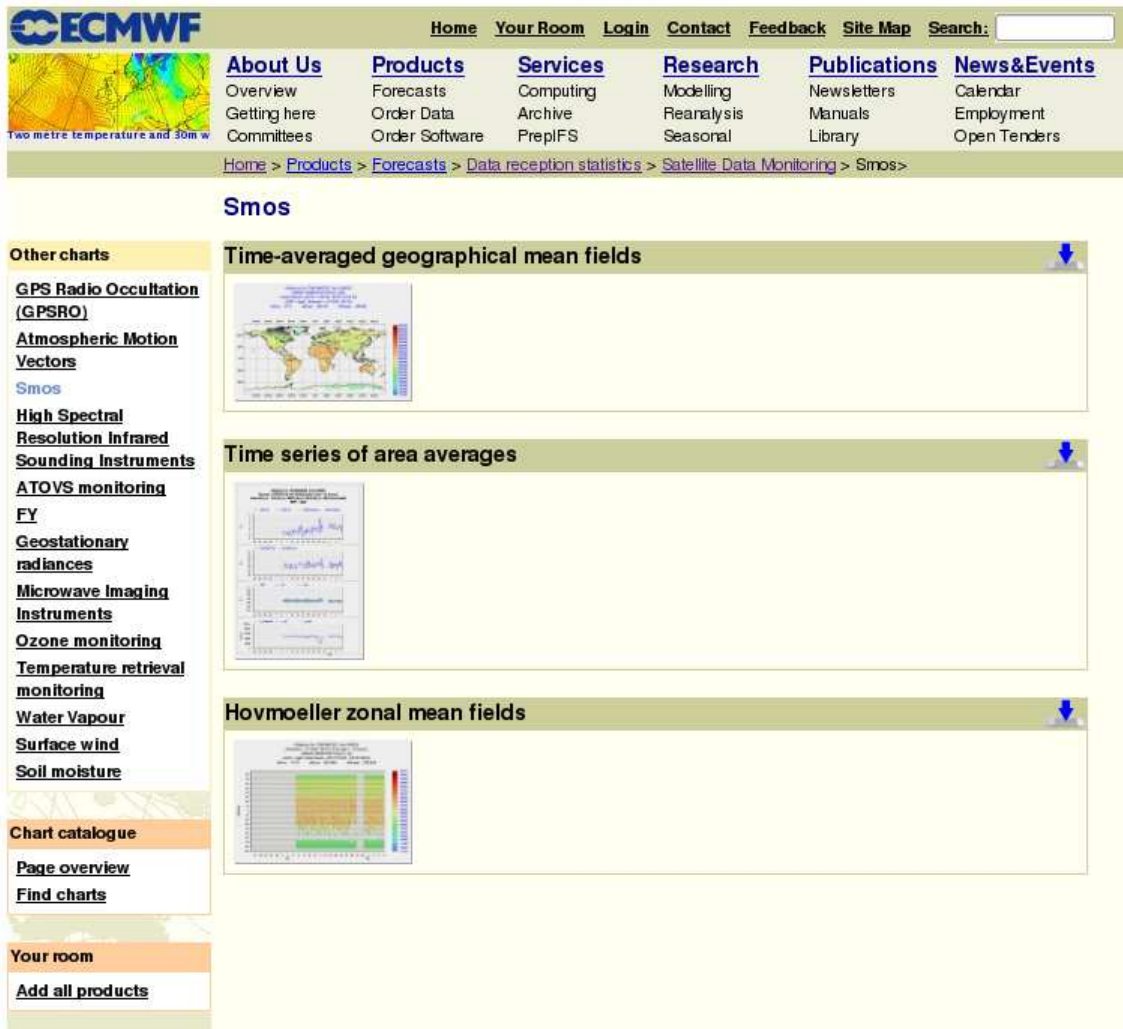 ECMWF
Home Your Room Login Contact Feedback Site Map Search:
About Us Products Services Research Publications News&Events
Overview Forecasts Computing Modelling Newsletters Calendar
Getting here Order Data Archive Reanalysis Manuals Employment
Committees Order Software PrepIFS Seasonal Library Open Tenders
Two metre temperature and 30m w
Home > Products > Forecasts > Data reception statistics > Satellite Data Monitoring > Smos>
Smos
Other charts
GPS Radio Occultation
(GPSRO)
Atmospheric Motion
Vectors
Smos
High Spectral
Resolution Infrared
Sounding Instruments
ATOVS monitoring
FY
Geostationary
radiances
Microwave Imaging
Instruments
Ozone monitoring
Temperature retrieval
monitoring
Water Vapour
Surface wind
Soil moisture
Chart catalogue
Page overview
Find charts
Your room
Add all products
Time-averaged geographical mean fields
Time series of area averages
Hovmoeller zonal mean fields